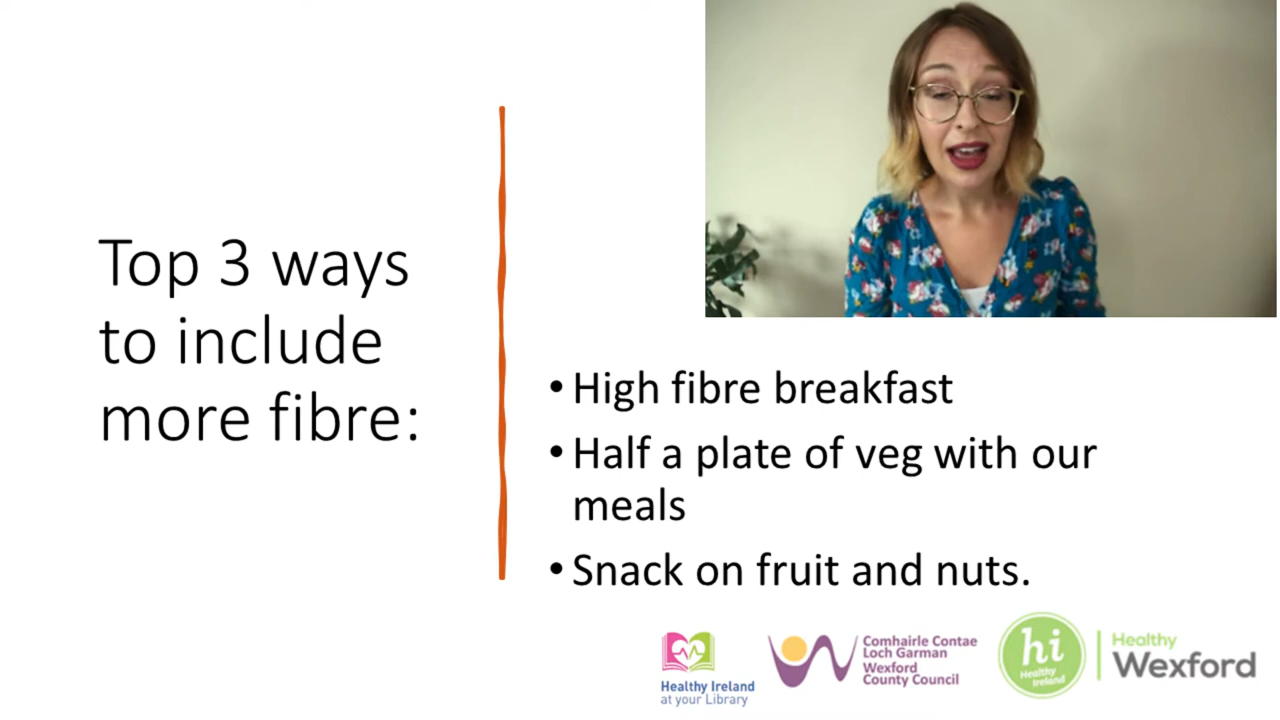 Top 3 ways
to include
more fibre:
• High fibre breakfast
• Half a plate of veg with our
meals
• Snack on fruit and nuts.
Healthy Ireland
at your Library
Comhairle Contae
Loch Garman
Wexford
County Council
hi
Healthy
Ireland
Healthy
Wexford